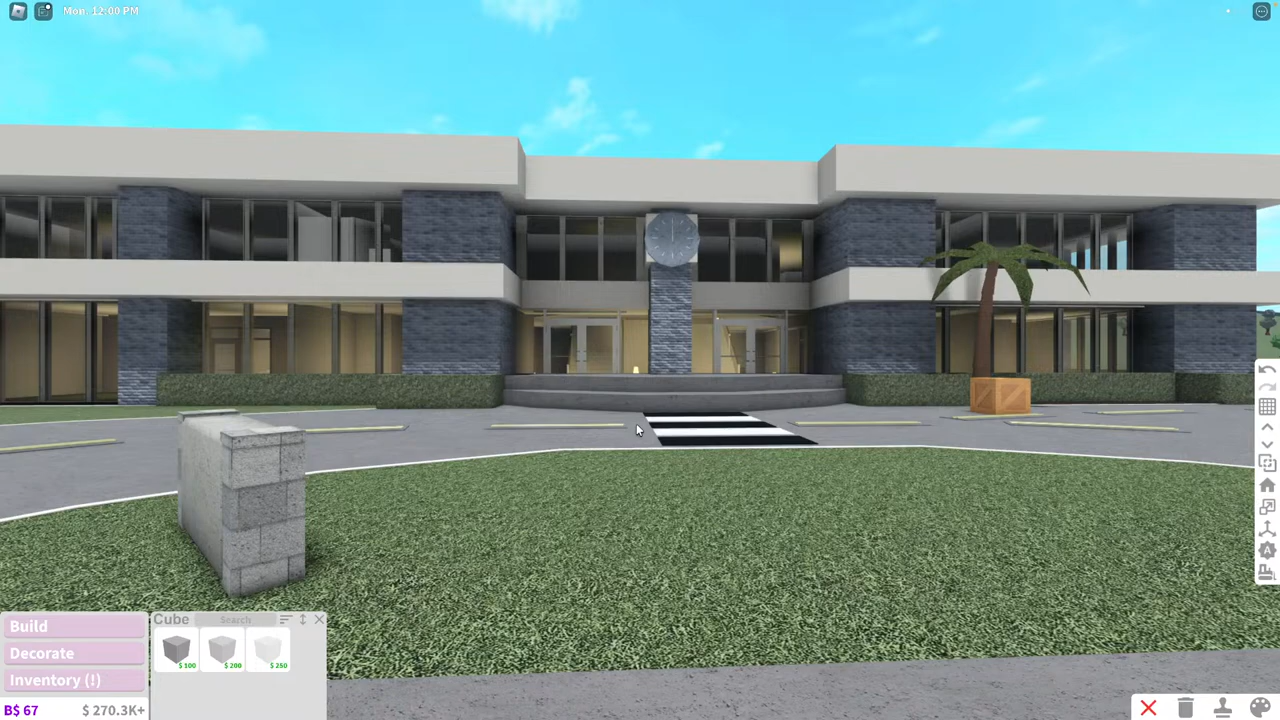 Mon. 12:00 PM
Build
Decorate
Inventory (!)
B$ 67
$ 270.3K+
Cube
Search
$100
$200
$250